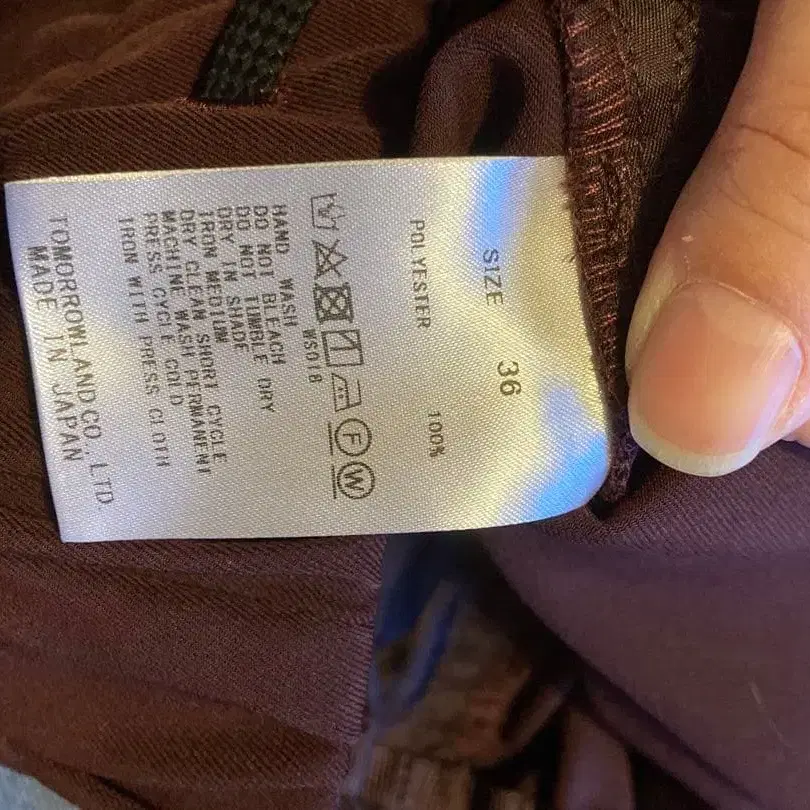 SIZE 36
POLYESTER 100%
F W
WS01B
HAND WASH
DO NOT BLEACH
DO NOT TUMBLE DRY
DRY IN SHADE
IRON MEDIUM
DRY CLEAN SHORT CYCLE
MACHINE WASH PERMANENT
PRESS CYCLE COLD
IRON WITH PRESS CLOTH
TOMORROWLAND CO. LTD
MADE IN JAPAN